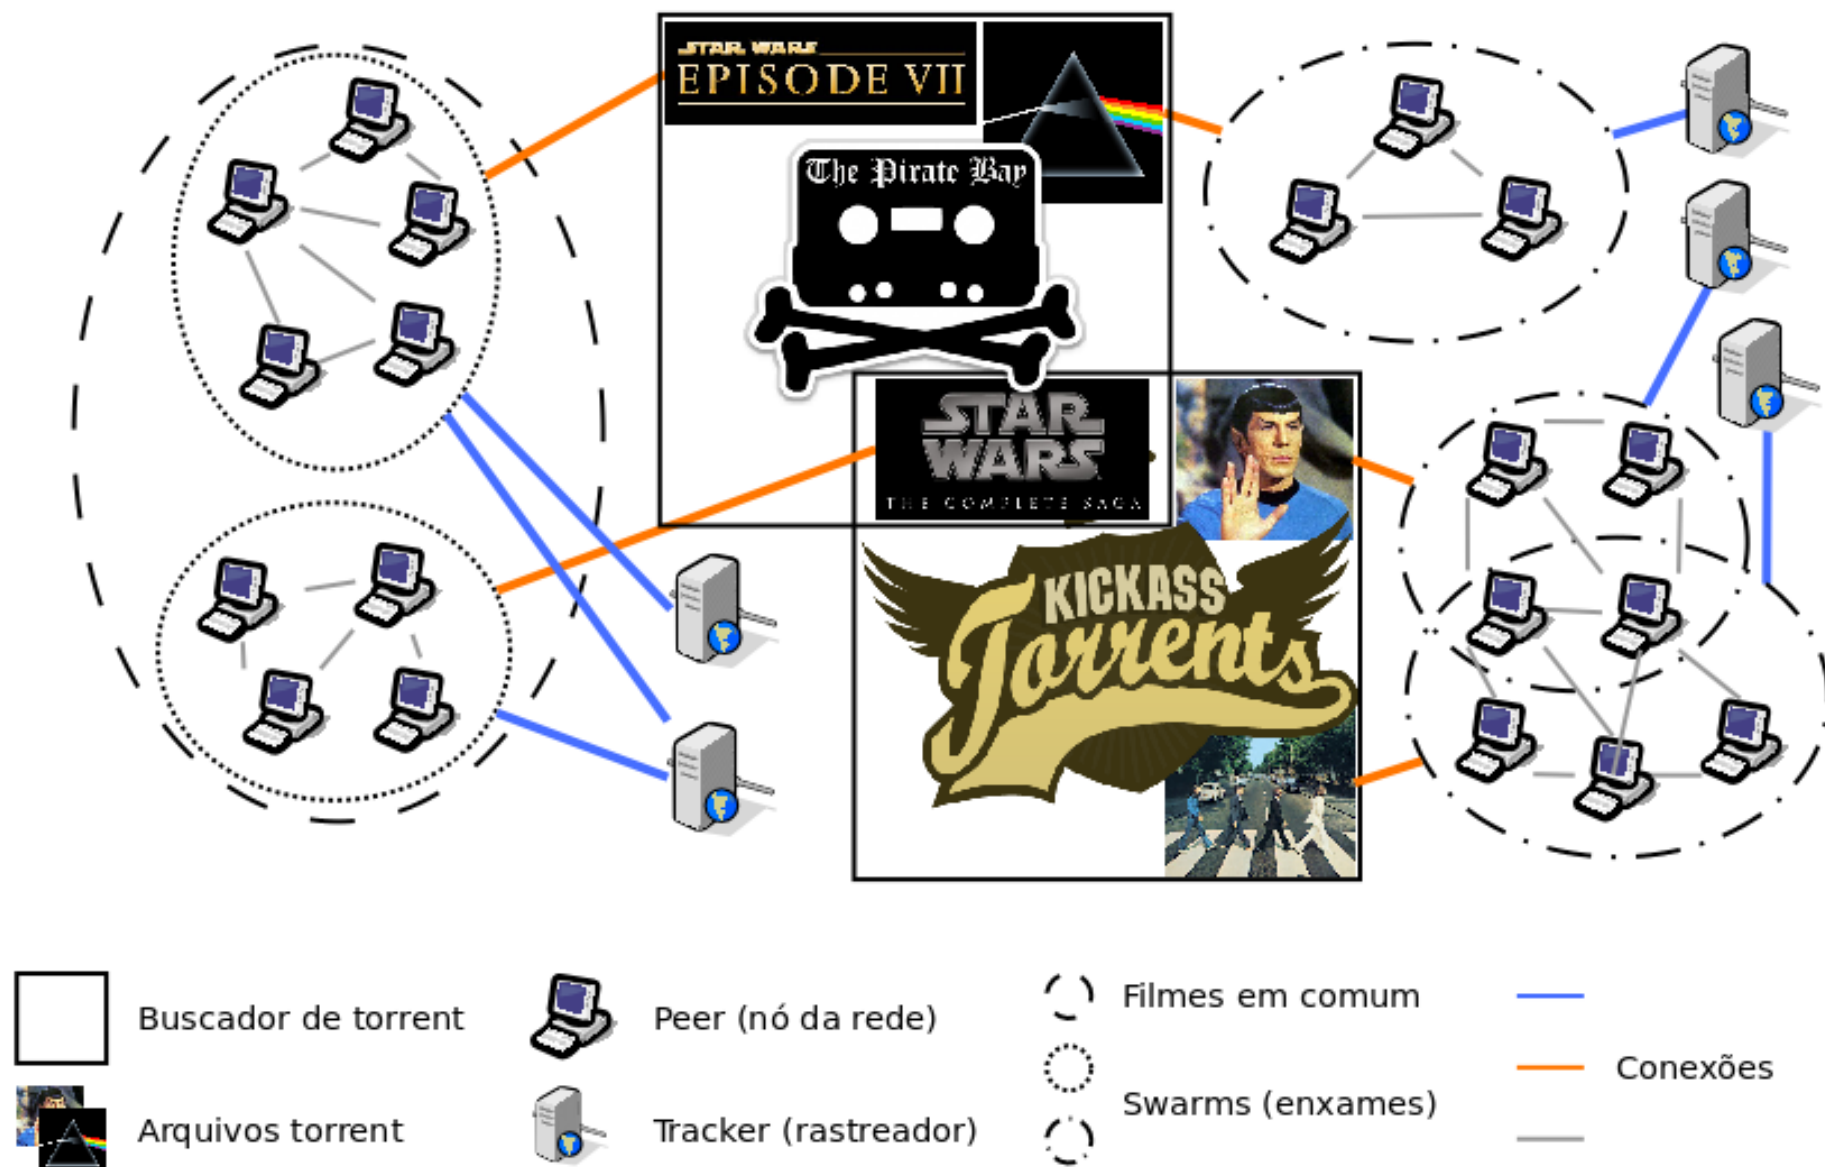 STAR WARS
EPISODE VII
The Pirate Bay
STAR
WARS
THE COMPLETE SAGA
KICKASS
Torrents
Buscador de torrent
Arquivos torrent
Peer (nó da rede)
Tracker (rastreador)
Filmes em comum
Swarms (enxames)
Conexões